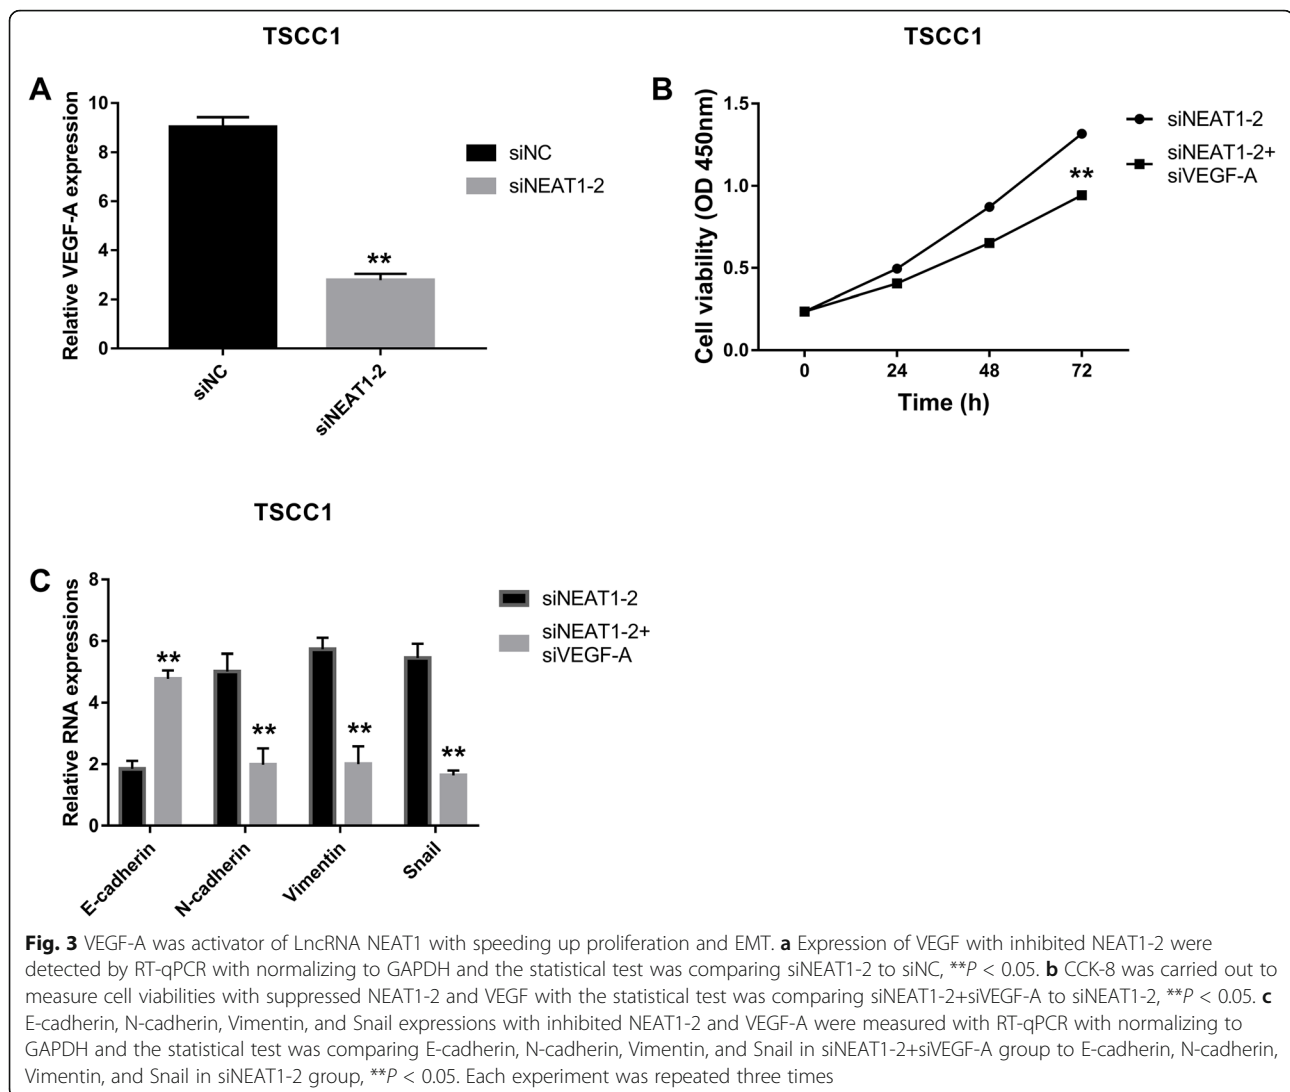 TSCC1
A
Relative VEGF-A expression
10
8
6
4
2
0
**
siNC
siNEAT1-2
siNC
siNEAT1-2
TSCC1
B
Cell viability (OD 450nm)
1.5
1.0
0.5
0.0
**
0 24 48 72
Time (h)
siNEAT1-2
siNEAT1-2+
siVEGF-A
TSCC1
C
Relative RNA expressions
8
6
4
2
0
** ** ** **
E-cadherin
N-cadherin
Vimentin
Snail
siNEAT1-2
siNEAT1-2+
siVEGF-A
Fig. 3 VEGF-A was activator of LncRNA NEAT1 with speeding up proliferation and EMT. a Expression of VEGF with inhibited NEAT1-2 were
detected by RT-qPCR with normalizing to GAPDH and the statistical test was comparing siNEAT1-2 to siNC, **P < 0.05. b CCK-8 was carried out to
measure cell viabilities with suppressed NEAT1-2 and VEGF with the statistical test was comparing siNEAT1-2+siVEGF-A to siNEAT1-2, **P < 0.05. c
E-cadherin, N-cadherin, Vimentin, and Snail expressions with inhibited NEAT1-2 and VEGF-A were measured with RT-qPCR with normalizing to
GAPDH and the statistical test was comparing E-cadherin, N-cadherin, Vimentin, and Snail in siNEAT1-2+siVEGF-A group to E-cadherin, N-cadherin,
Vimentin, and Snail in siNEAT1-2 group, **P < 0.05. Each experiment was repeated three times